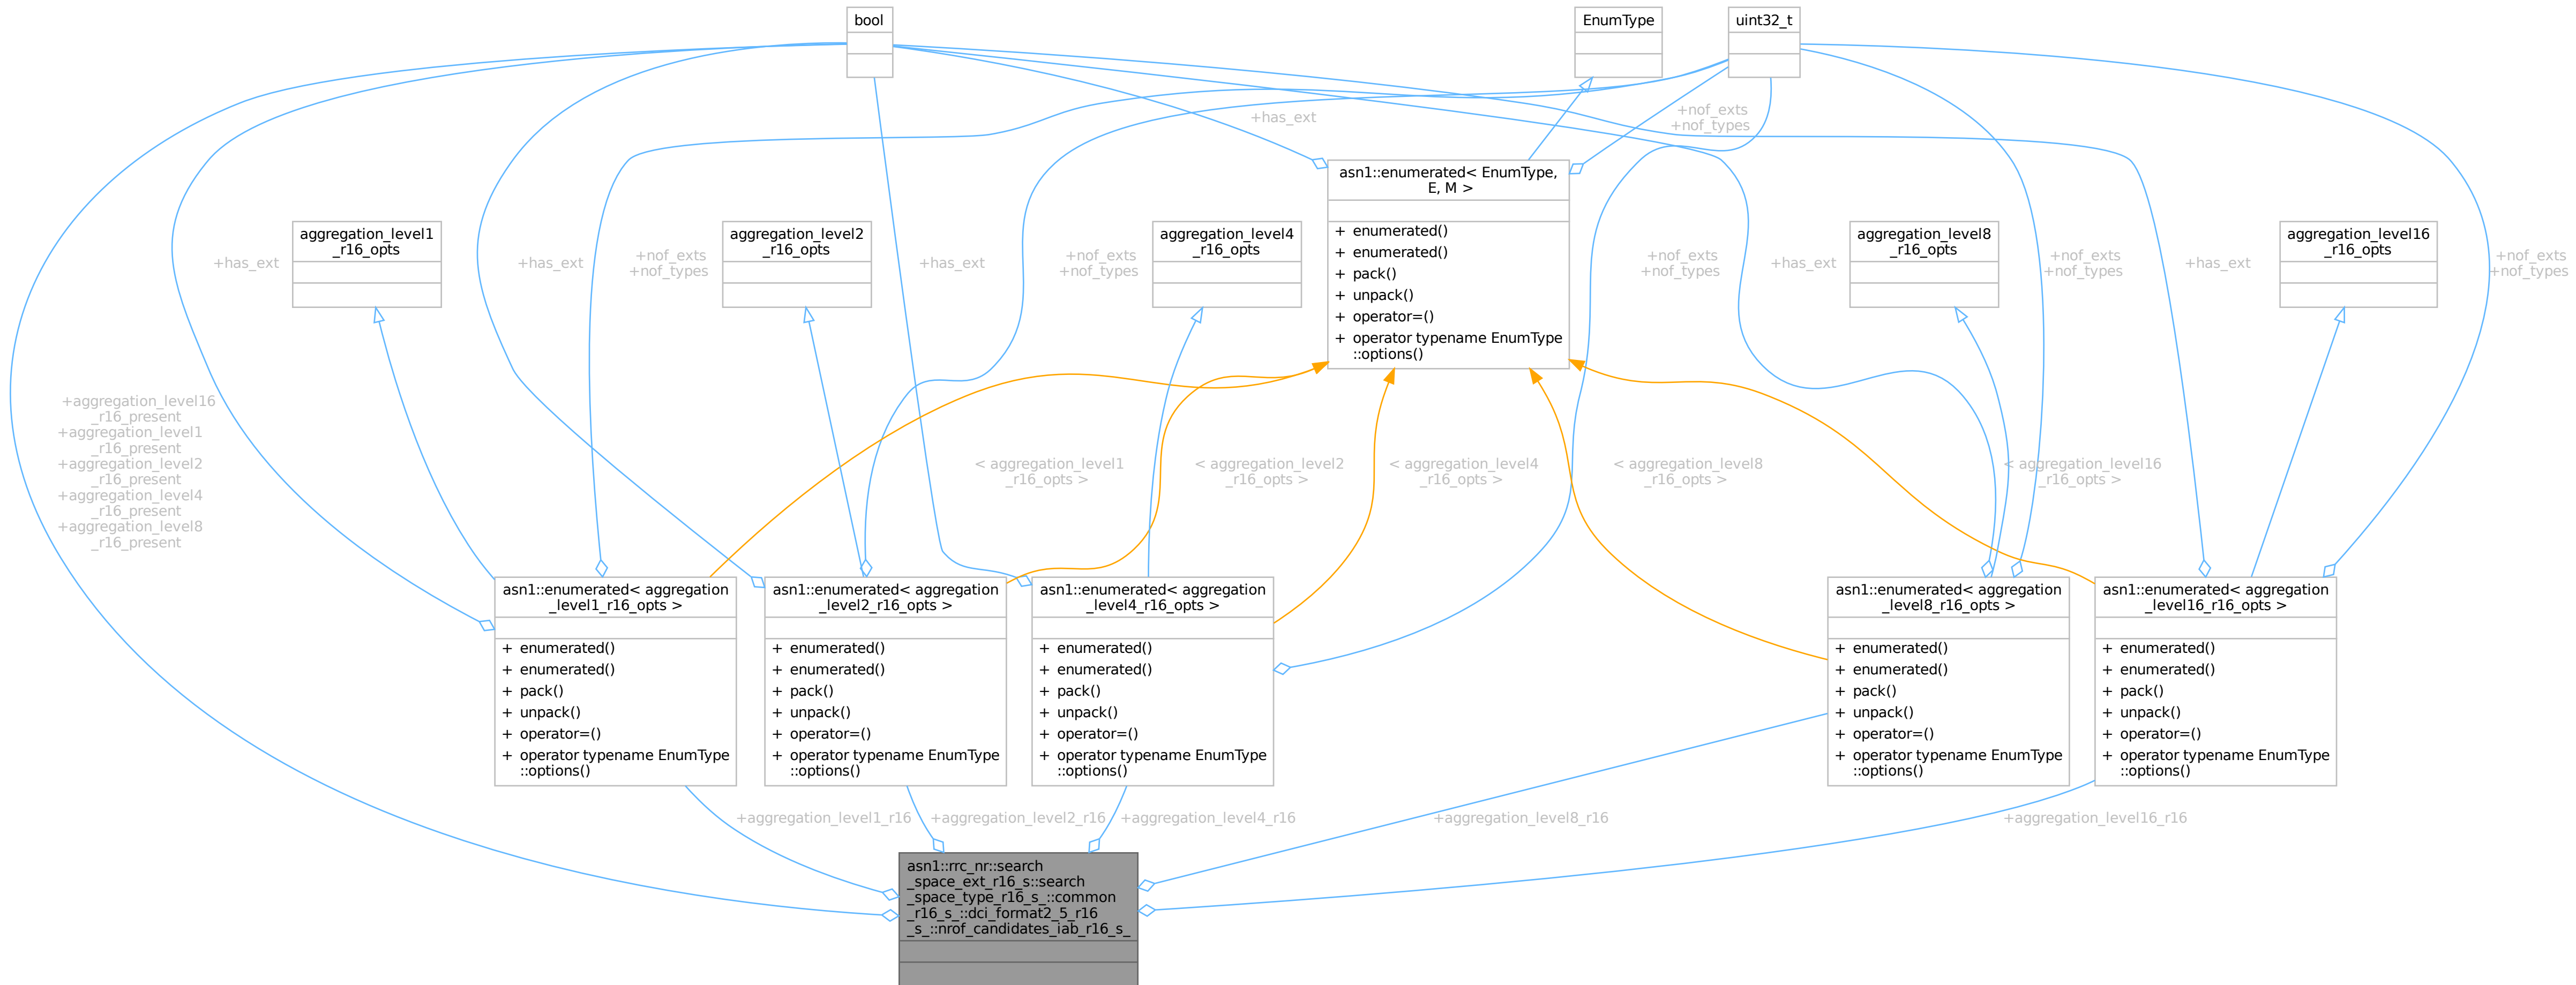 bool
EnumType
uint32_t
+has_ext
+nof_exts
+nof_types
asn1::enumerated< EnumType,
E, M >
+ enumerated()
+ enumerated()
+ pack()
+ unpack()
+ operator=()
+ operator typename EnumType
::options()
aggregation_level1
_r16_opts
aggregation_level2
_r16_opts
aggregation_level4
_r16_opts
aggregation_level8
_r16_opts
aggregation_level16
_r16_opts
+has_ext
+has_ext
+nof_exts
+nof_types
+has_ext
+nof_exts
+nof_types
+nof_exts
+nof_types
+has_ext
+nof_exts
+nof_types
+has_ext
+nof_exts
+nof_types
+aggregation_level16
_r16_present
+aggregation_level1
_r16_present
+aggregation_level2
_r16_present
+aggregation_level4
_r16_present
+aggregation_level8
_r16_present
< aggregation_level1
_r16_opts >
< aggregation_level2
_r16_opts >
< aggregation_level4
_r16_opts >
< aggregation_level8
_r16_opts >
< aggregation_level16
_r16_opts >
asn1::enumerated< aggregation
_level1_r16_opts >
+ enumerated()
+ enumerated()
+ pack()
+ unpack()
+ operator=()
+ operator typename EnumType
::options()
asn1::enumerated< aggregation
_level2_r16_opts >
+ enumerated()
+ enumerated()
+ pack()
+ unpack()
+ operator=()
+ operator typename EnumType
::options()
asn1::enumerated< aggregation
_level4_r16_opts >
+ enumerated()
+ enumerated()
+ pack()
+ unpack()
+ operator=()
+ operator typename EnumType
::options()
asn1::enumerated< aggregation
_level8_r16_opts >
+ enumerated()
+ enumerated()
+ pack()
+ unpack()
+ operator=()
+ operator typename EnumType
::options()
asn1::enumerated< aggregation
_level16_r16_opts >
+ enumerated()
+ enumerated()
+ pack()
+ unpack()
+ operator=()
+ operator typename EnumType
::options()
+aggregation_level1_r16
+aggregation_level2_r16
+aggregation_level4_r16
+aggregation_level8_r16
+aggregation_level16_r16
asn1::rrc_nr::search
_space_ext_r16_s::search
_space_type_r16_s_::common
_r16_s_::dci_format2_5_r16
_s_::nrof_candidates_iab_r16_s_